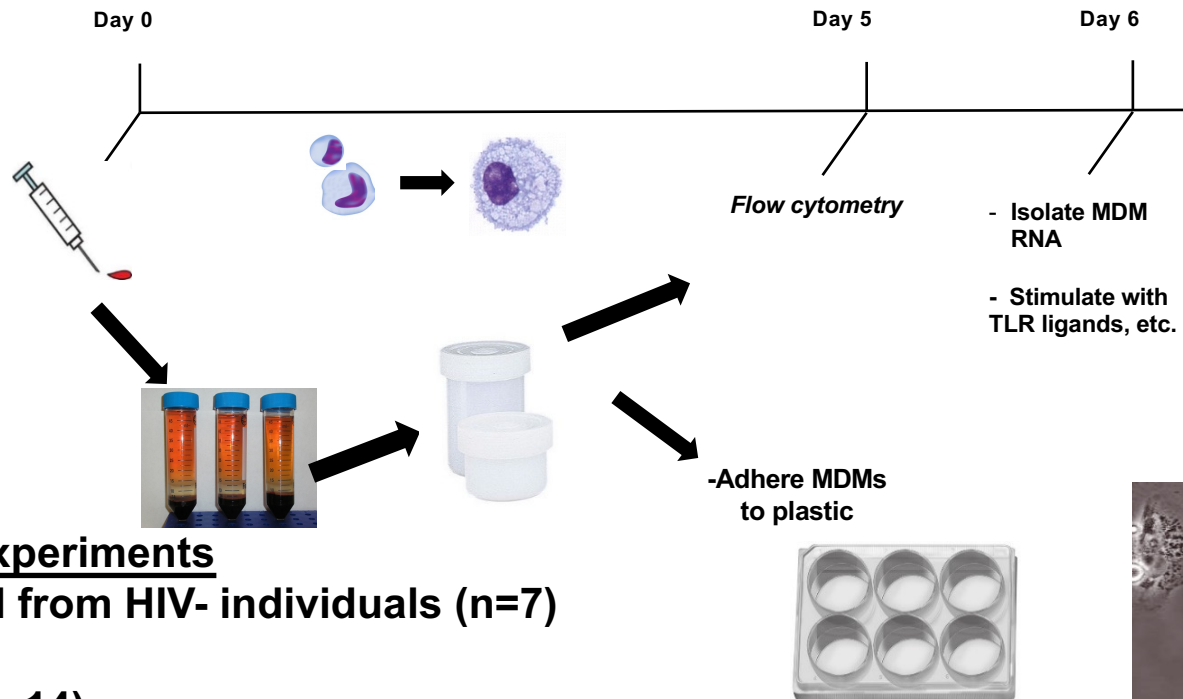 Day 0
Day 5
Day 6
Flow cytometry
- Isolate MDM
RNA
- Stimulate with
TLR ligands, etc.
-Adhere MDMs
to plastic
from HIV- individuals (n=7)